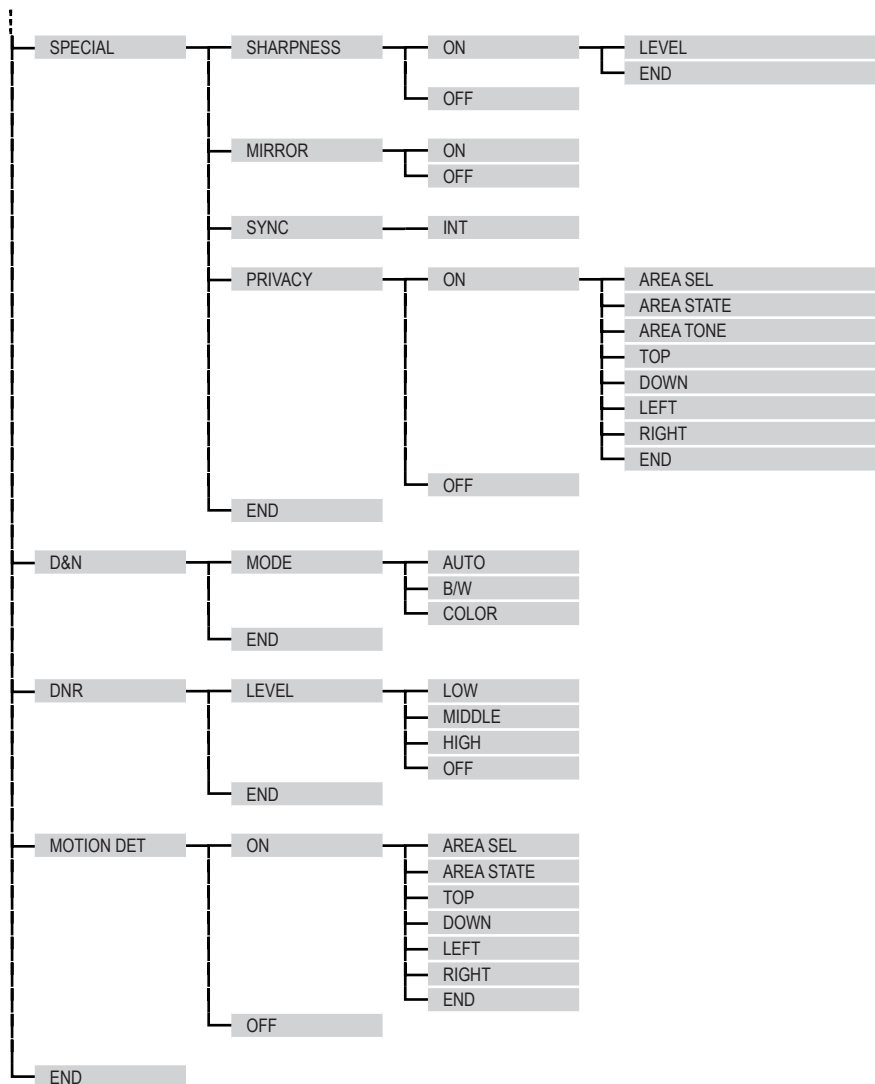 SPECIAL SHARPNESS ON LEVEL
END
OFF
MIRROR ON
OFF
SYNC INT
PRIVACY ON AREA SEL
AREA STATE
AREA TONE
TOP
DOWN
LEFT
RIGHT
END
OFF
END
D&N MODE AUTO
B/W
COLOR
END
DNR LEVEL LOW
MIDDLE
HIGH
OFF
END
MOTION DET ON AREA SEL
AREA STATE
TOP
DOWN
LEFT
RIGHT
END
OFF
END